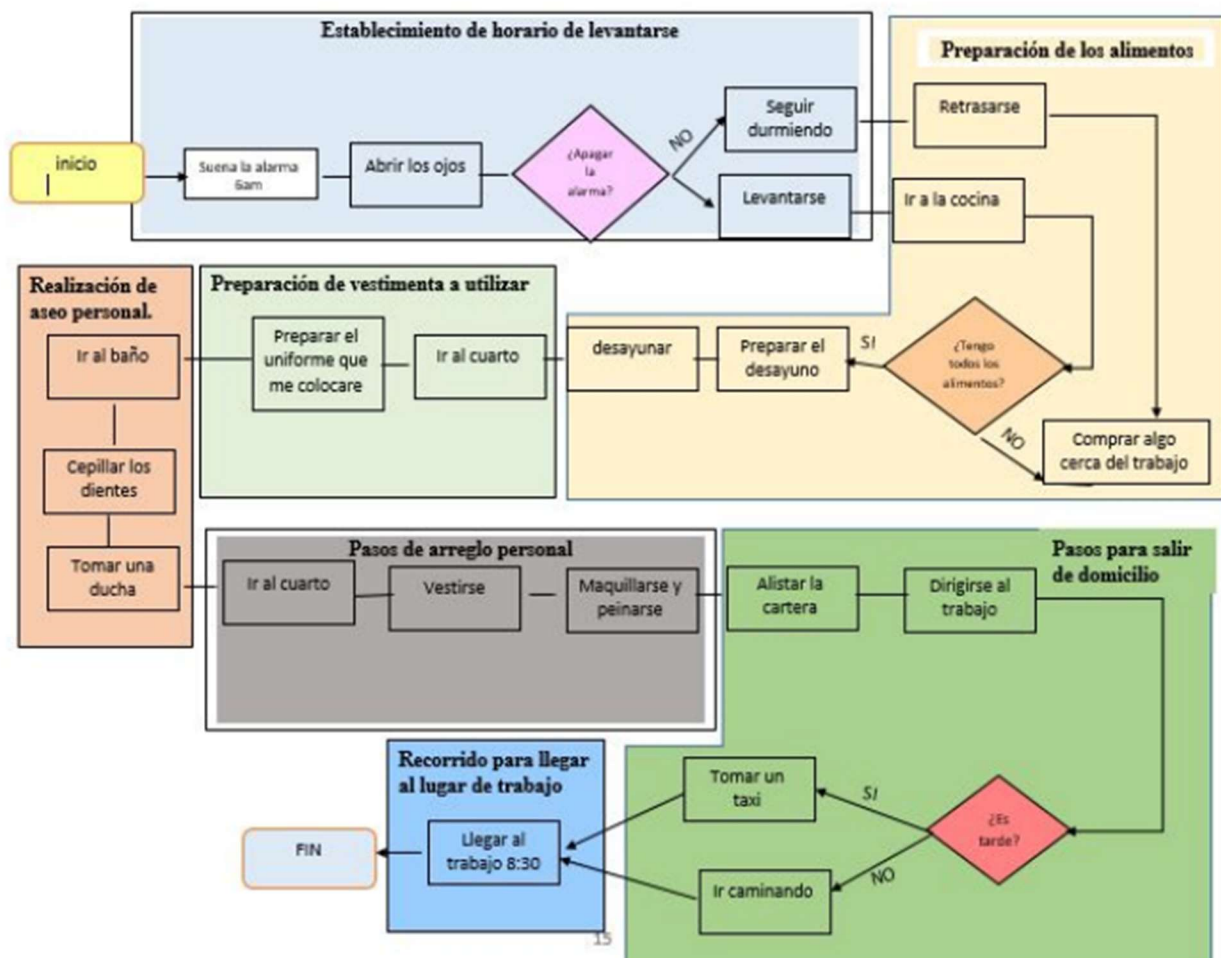 Establecimiento de horario de levantarse
inicio
Suena la alarma
6am
Abrir los ojos
¿Apagar
la
alarma?
NO
Seguir
durmiendo
Levantarse
Preparación de los alimentos
Retrasarse
Ir a la cocina
¿Tengo
todos los
alimentos?
SI
NO
Comprar algo
cerca del trabajo
Preparar el
desayuno
desayunar
Preparación de vestimenta a utilizar
Ir al cuarto
Preparar el
uniforme que
me colocare
Realización de
aseo personal.
Ir al baño
Cepillar los
dientes
Tomar una
ducha
Pasos de arreglo personal
Ir al cuarto
Vestirse
Maquillarse y
peinarse
Pasos para salir
de domicilio
Alistar la
cartera
Dirigirse al
trabajo
¿Es
tarde?
SI
NO
Tomar un
taxi
Ir caminando
Recorrido para llegar
al lugar de trabajo
Llegar al
trabajo 8:30
FIN
15